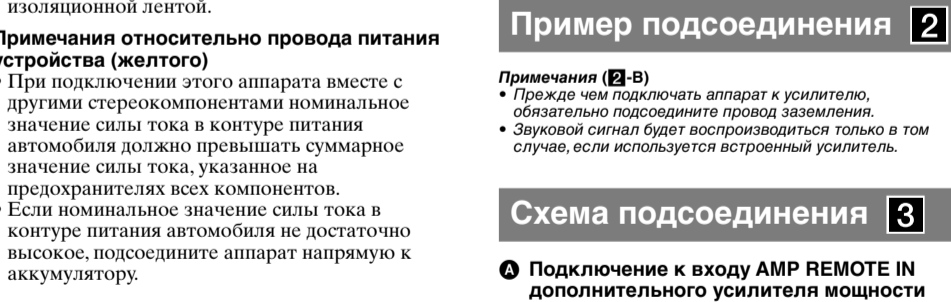 изоляционной лентой.
Примечания относительно провода питания
устройства (желтого)
• При подключении этого аппарата вместе с
другими стереокомпонентами номинальное
значение силы тока в контуре питания
автомобиля должно превышать суммарное
значение силы тока, указанное на
предохранителях всех компонентов.
• Если номинальное значение силы тока в
контуре питания автомобиля не достаточно
высокое, подсоедините аппарат напрямую к
аккумулятору.
Пример подсоединения 2
Примечания (2-B)
• Прежде чем подключать аппарат к усилителю,
обязательно подсоедините провод заземления.
• Звуковой сигнал будет воспроизводиться только в том
случае, если используется встроенный усилитель.
Схема подсоединения 3
A Подключение к входу AMP REMOTE IN
дополнительного усилителя мощности